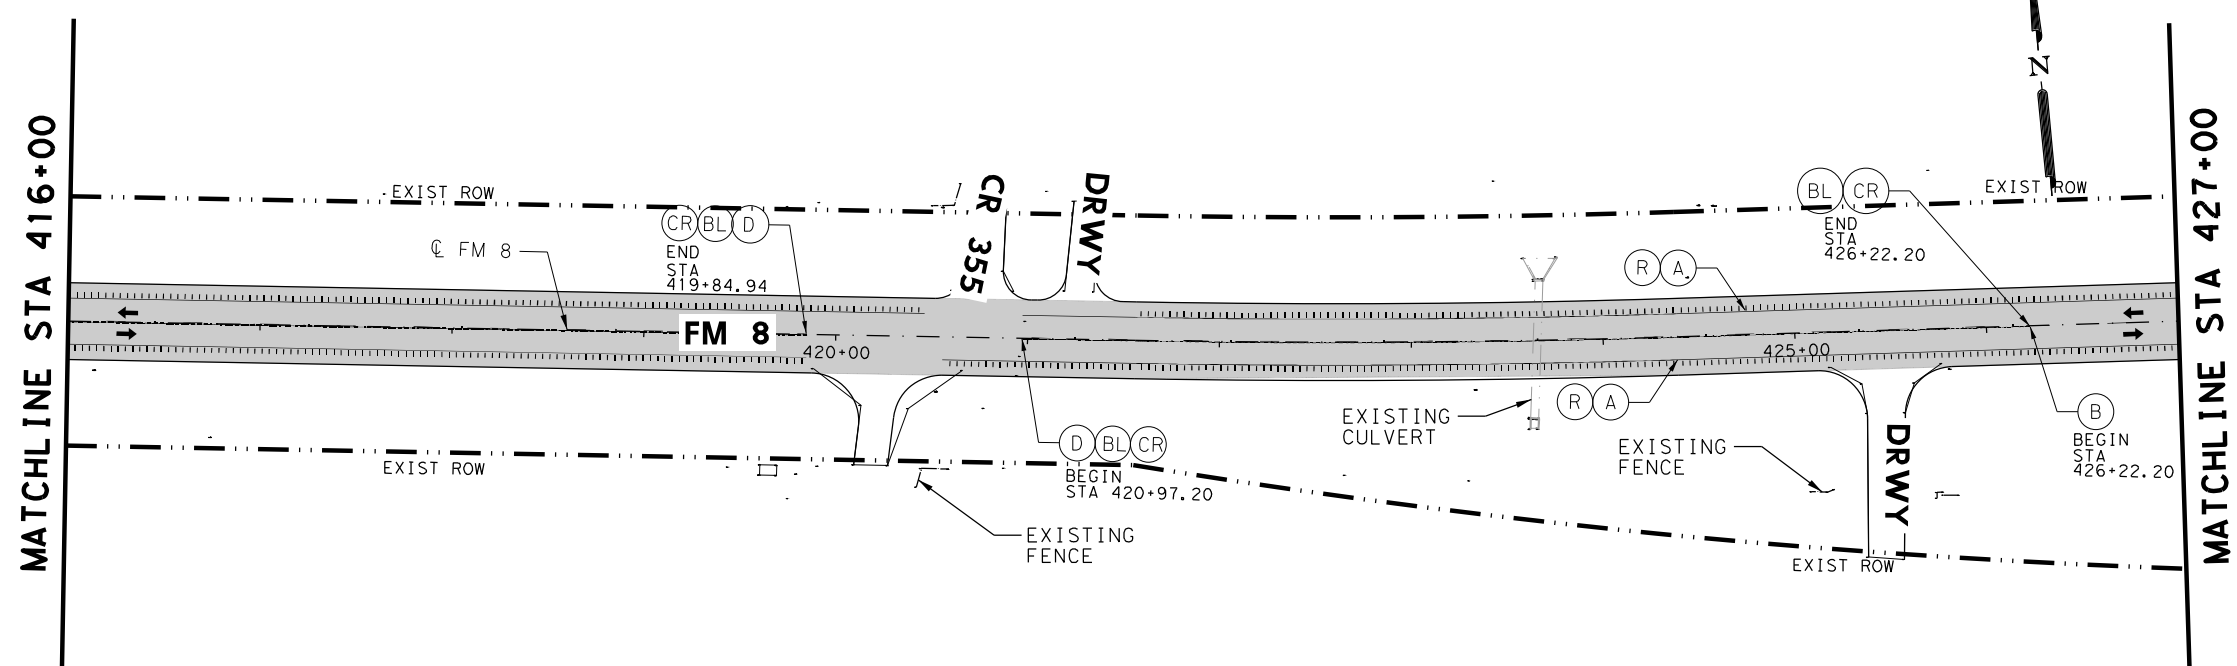 MATCHLINE STA 416+00
EXIST ROW
℄ FM 8
CR BL D
END
STA
419+84.94
FM 8
420+00
CR 355
DRWY
EXIST ROW
EXISTING
FENCE
D BL CR
BEGIN
STA 420+97.20
EXISTING
CULVERT
R A
R A
425+00
EXISTING
FENCE
BL CR
END
STA
426+22.20
EXIST ROW
N
B
BEGIN
STA
426+22.20
DRWY
EXIST ROW
MATCHLINE STA 427+00